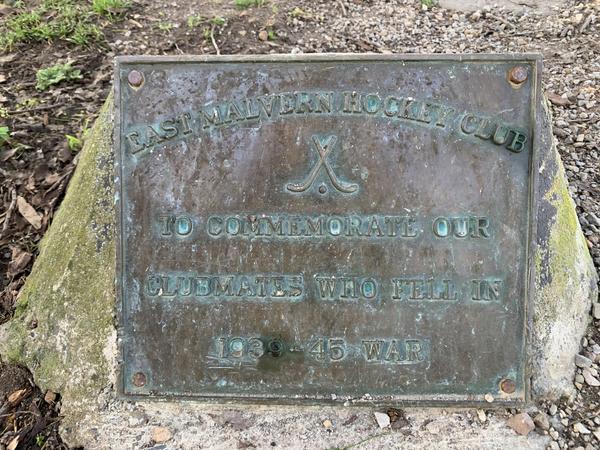 EAST MALVERN HOCKEY CLUB
TO COMMEMORATE OUR
CLUBMATES WHO FELL IN
1939-45 WAR